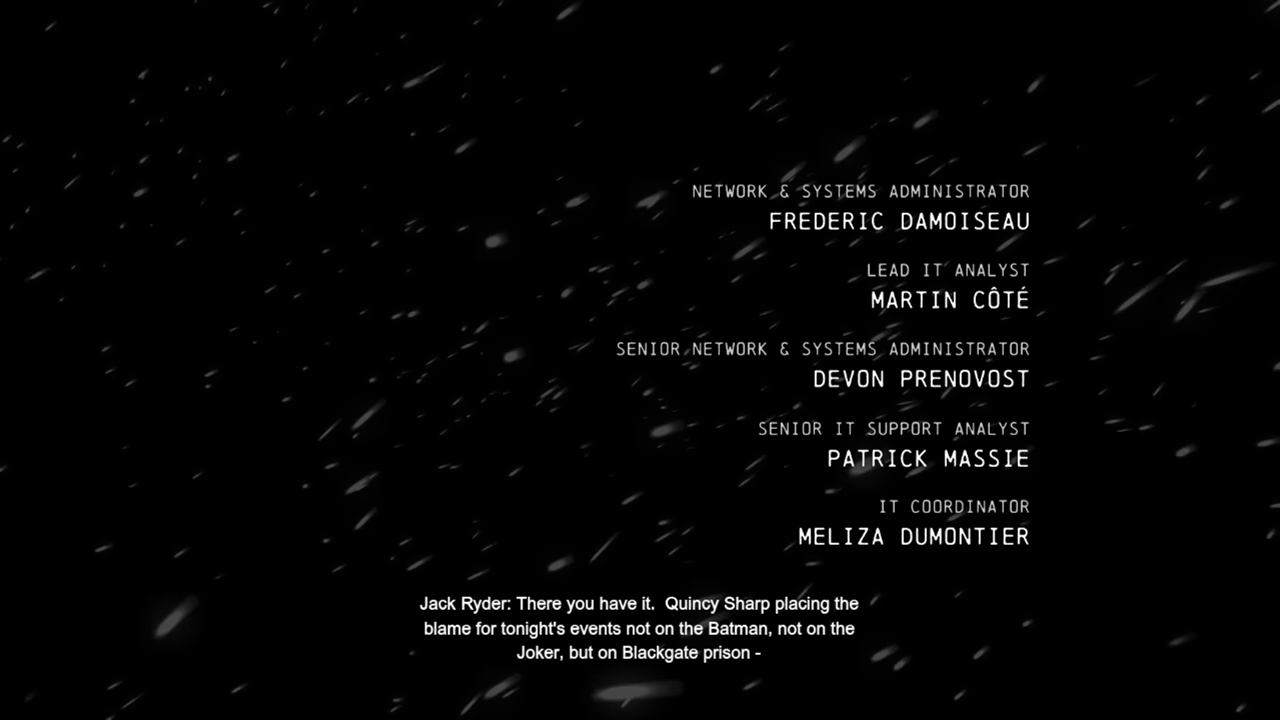 NETWORK & SYSTEMS ADMINISTRATOR
FREDERIC DAMOISEAU
LEAD IT ANALYST
MARTIN CÔTÉ
SENIOR NETWORK & SYSTEMS ADMINISTRATOR
DEVON PRENOVOST
SENIOR IT SUPPORT ANALYST
PATRICK MASSIE
IT COORDINATOR
MELIZA DUMONTIER
Jack Ryder: There you have it.  Quincy Sharp placing the
blame for tonight's events not on the Batman, not on the
Joker, but on Blackgate prison -